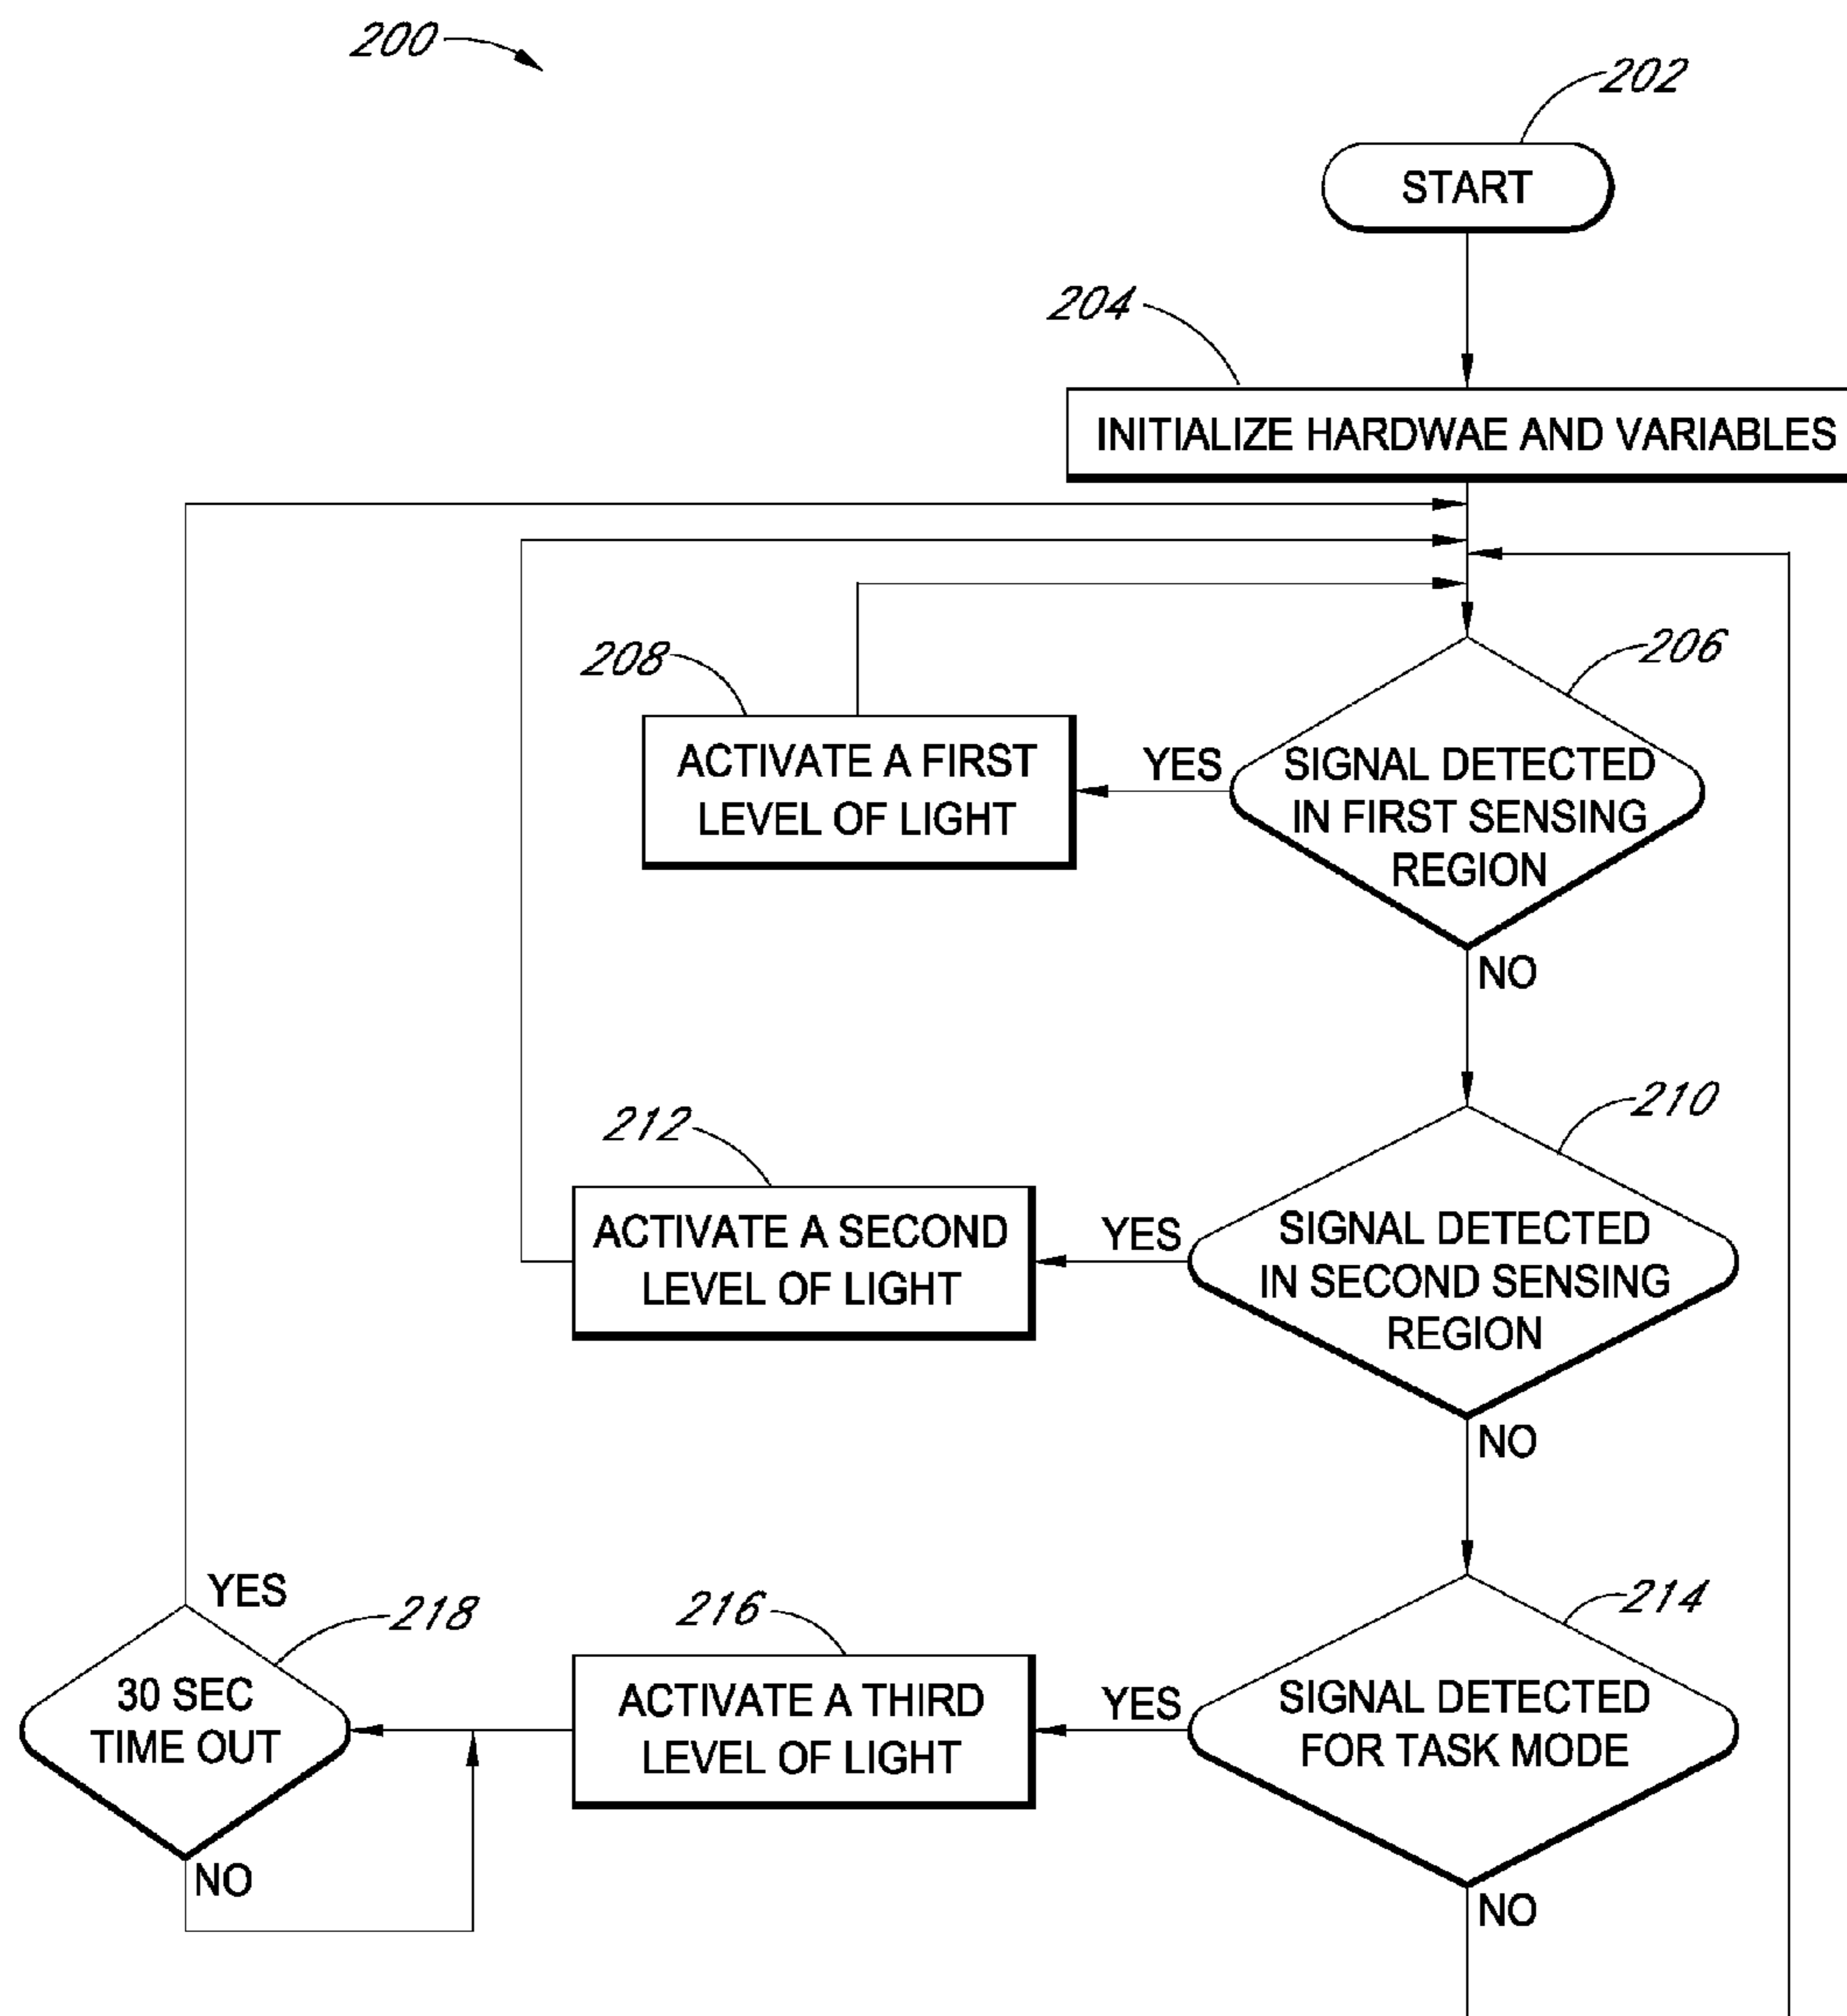 200
202
START
204
INITIALIZE HARDWAE AND VARIABLES
208
206
ACTIVATE A FIRST
LEVEL OF LIGHT
YES
SIGNAL DETECTED
IN FIRST SENSING
REGION
NO
212
210
ACTIVATE A SECOND
LEVEL OF LIGHT
YES
SIGNAL DETECTED
IN SECOND SENSING
REGION
NO
YES
218
216
214
30 SEC
TIME OUT
ACTIVATE A THIRD
LEVEL OF LIGHT
YES
SIGNAL DETECTED
FOR TASK MODE
NO
NO